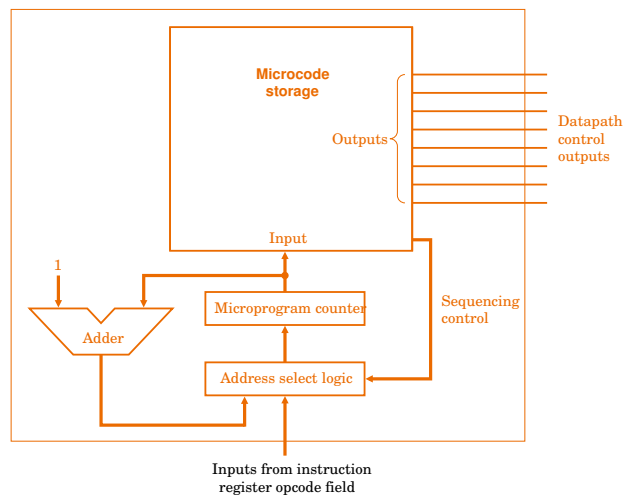 Microcode
storage
Outputs
Datapath
control
outputs
Input
1
Microprogram counter
Sequencing
control
Adder
Address select logic
Inputs from instruction
register opcode field